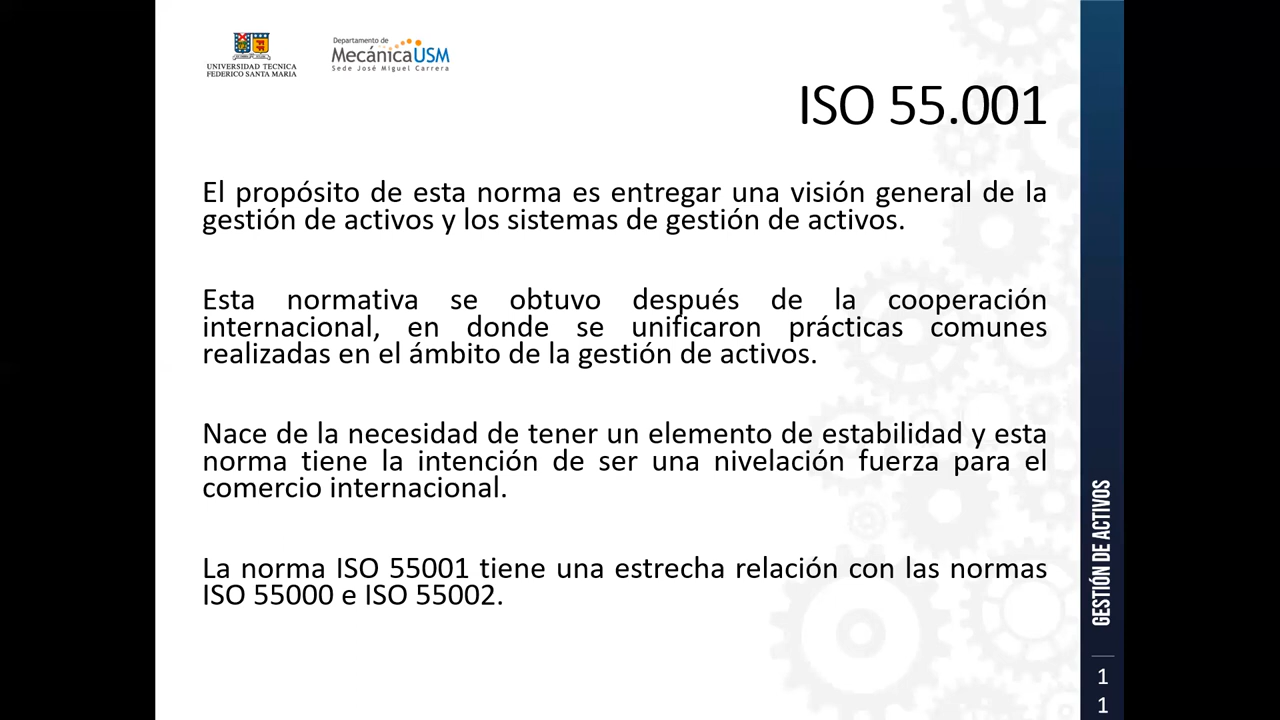 UNIVERSIDAD TECNICA
FEDERICO SANTA MARIA
Departamento de
MecánicaUSM
Sede José Miguel Carrera
ISO 55.001
El propósito de esta norma es entregar una visión general de la
gestión de activos y los sistemas de gestión de activos.
Esta normativa se obtuvo después de la cooperación
internacional, en donde se unificaron prácticas comunes
realizadas en el ámbito de la gestión de activos.
Nace de la necesidad de tener un elemento de estabilidad y esta
norma tiene la intención de ser una nivelación fuerza para el
comercio internacional.
La norma ISO 55001 tiene una estrecha relación con las normas
ISO 55000 e ISO 55002.
GESTIÓN DE ACTIVOS
1
1